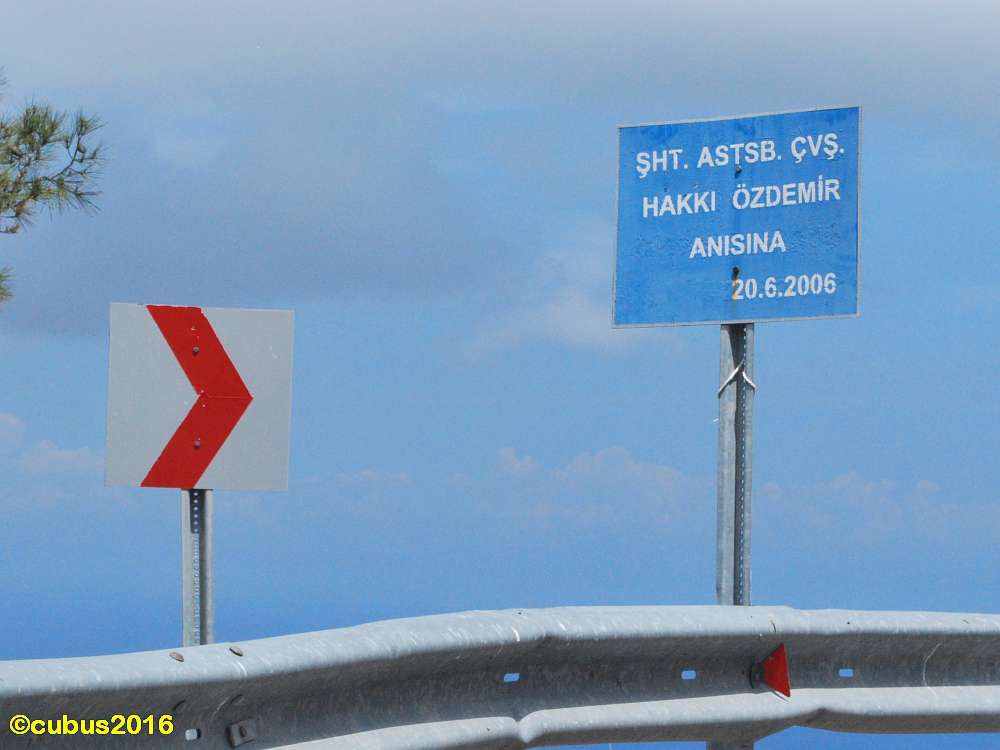 ŞHT. ASTSB. ÇVŞ.
HAKKI ÖZDEMİR
ANISINA
20.6.2006
©cubus2016